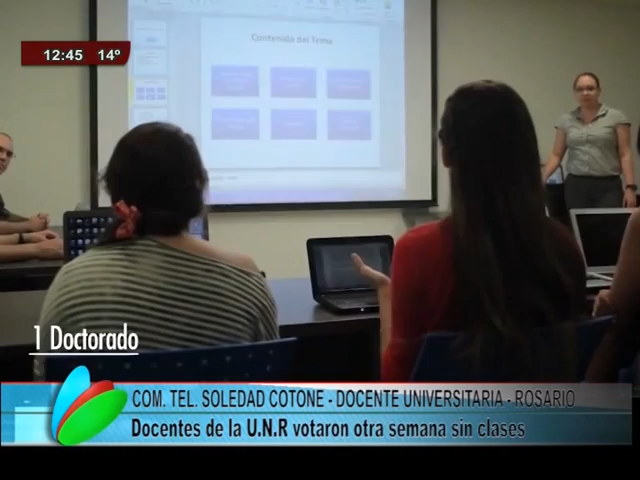 12:45 14º
Contenido del Tema
1 Doctorado
COM. TEL. SOLEDAD COTONE - DOCENTE UNIVERSITARIA - ROSARIO
Docentes de la U.N.R votaron otra semana sin clases